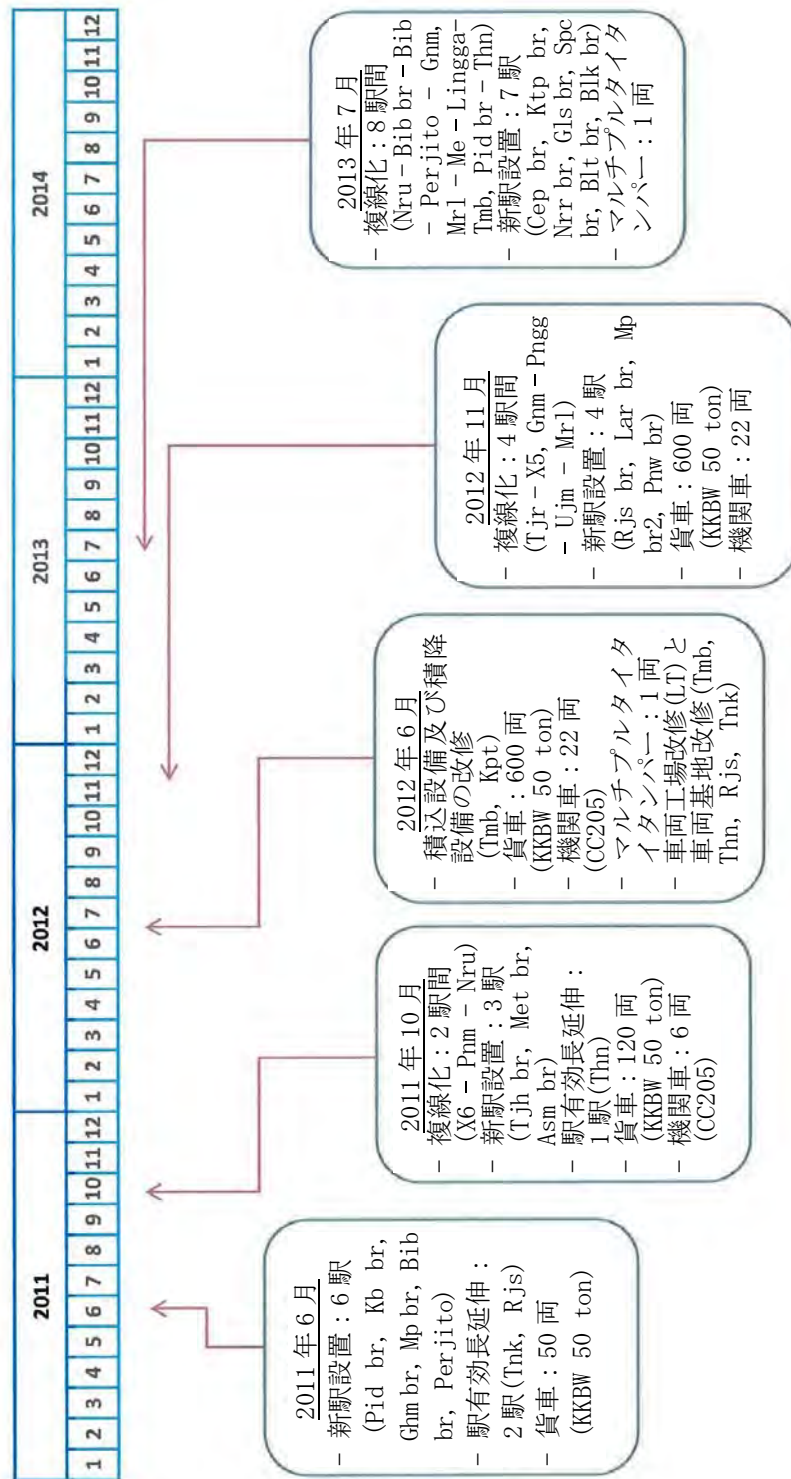 2011 2012 2013 2014
1 2 3 4 5 6 7 8 9 10 11 12 1 2 3 4 5 6 7 8 9 10 11 12 1 2 3 4 5 6 7 8 9 10 11 12 1 2 3 4 5 6 7 8 9 10 11 12
2011年6月
- 新駅設置:6駅
(Pid br, Kb br,
Ghm br, Mp br, Bib
br, Perjito)
- 駅有効長延伸:
2駅(Tnk, Rjs)
- 貨車:50両
(KKBW 50 ton)
2011年10月
- 複線化:2駅間
(X6 - Pnm - Nru)
- 新駅設置:3駅
(Tjh br, Met br,
Asm br)
- 駅有効長延伸:
1駅(Thn)
- 貨車:120両
(KKBW 50 ton)
- 機関車:6両
(CC205)
2012年6月
- 積込設備及び積降
設備の改修
(Tmb, Kpt)
- 貨車:600両
(KKBW 50 ton)
- 機関車:22両
(CC205)
- マルチプルタイタ
イタンパー:1両
- 車両工場改修(LT)と
車両基地改修(Tmb,
Thn, Rjs, Tnk)
2012年11月
- 複線化:4駅間
(Tjr-X5, Gnm-Pngg
- Ujm - Mrl)
- 新駅設置:4駅
(Rjs br, Lar br, Mp
br2, Pnw br)
- 貨車:600両
(KKBW 50 ton)
- 機関車:22両
2013年7月
- 複線化:8駅間
(Nru-Bib br-Bib
- Perjito - Gnm,
Mrl-Me-Lingga-
Tmb, Pid br-Thn)
- 新駅設置:7駅
(Cep br, Ktp br,
Nrr br, Gls br, Spc
br, Blt br, Blk br)
- マルチプルタイタ
ンパー:1両